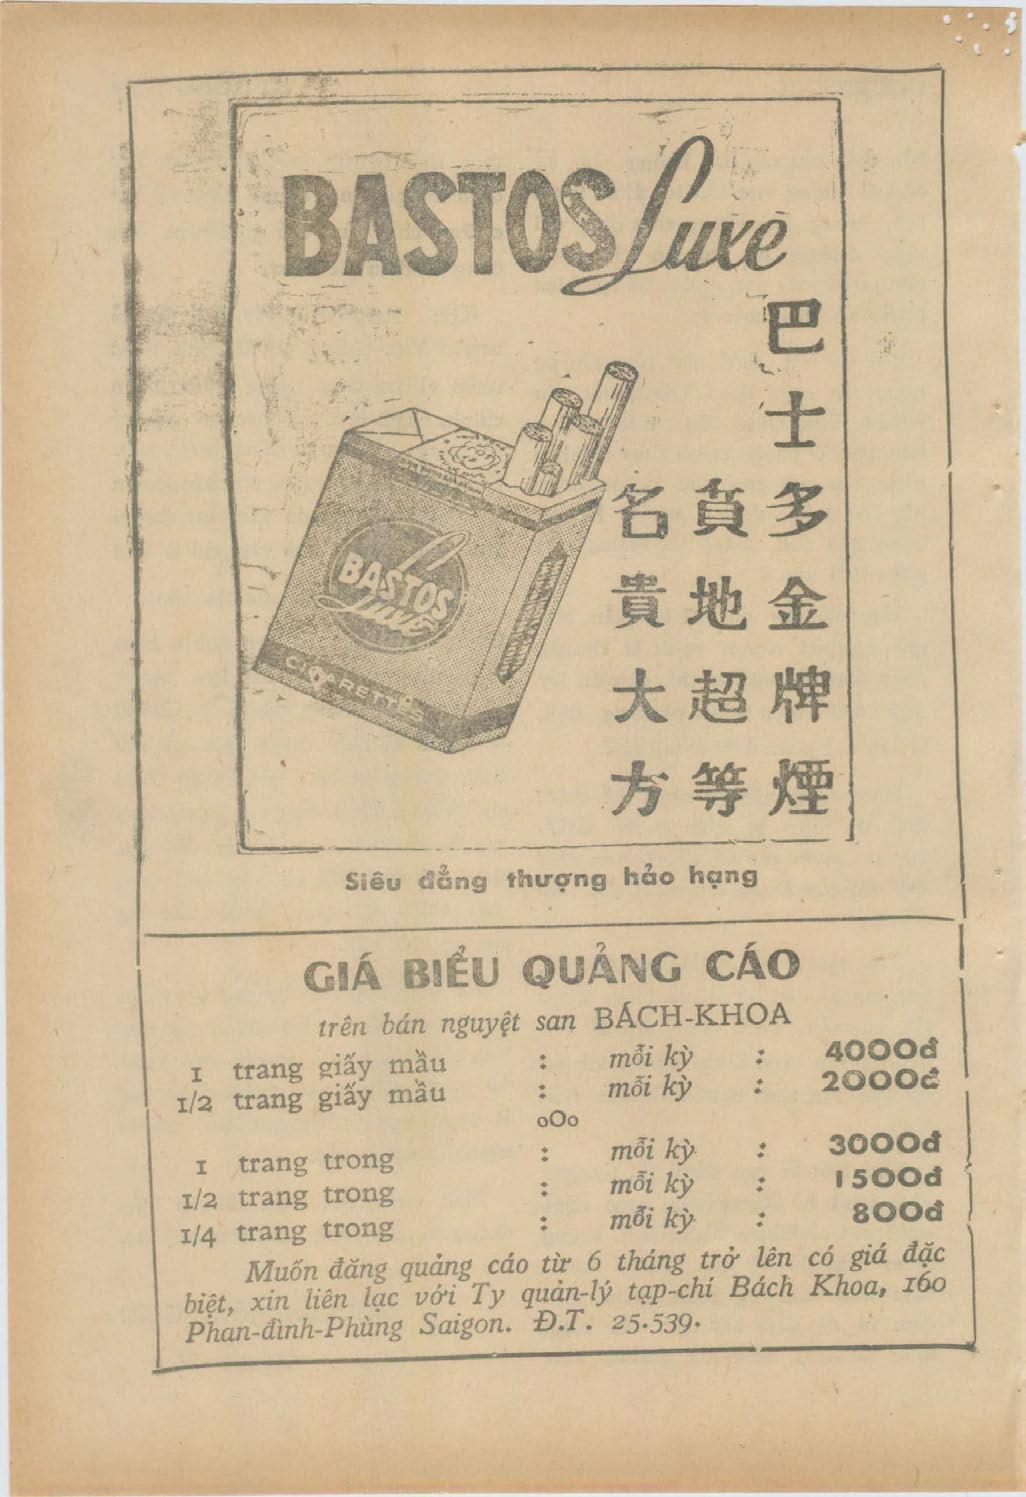 BASTOS Luxe
巴士多金牌煙
負地超等
名貴大方
BASTOS
Luxe
CIGARETTES
Siêu đẳng thượng hảo hạng
GIÁ BIỂU QUẢNG CÁO
trên bán nguyệt san BÁCH-KHOA
1 trang giấy mầu : mỗi kỳ : 4000đ
1/2 trang giấy mầu : mỗi kỳ : 2000đ
oOo
1 trang trong : mỗi kỳ : 3000đ
1/2 trang trong : mỗi kỳ : 1500đ
1/4 trang trong : mỗi kỳ : 800đ
Muốn đăng quảng cáo từ 6 tháng trở lên có giá đặc
biệt, xin liên lạc với Ty quản-lý tạp-chí Bách Khoa, 160
Phan-đình-Phùng Saigon. Đ.T. 25.539.